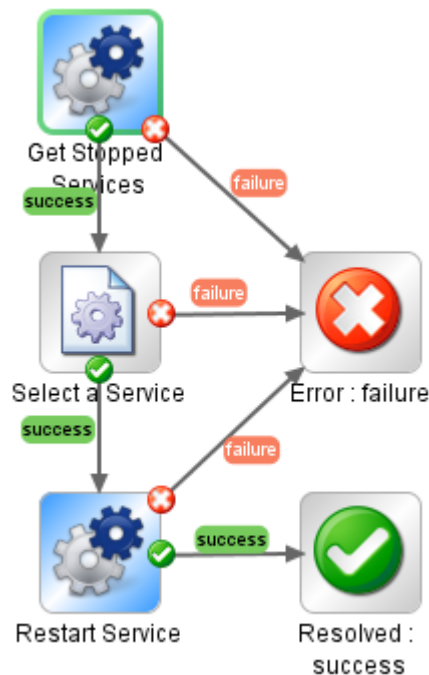 Get Stopped
Services
success
failure
failure
Select a Service
Error : failure
success
failure
success
Restart Service
Resolved :
success